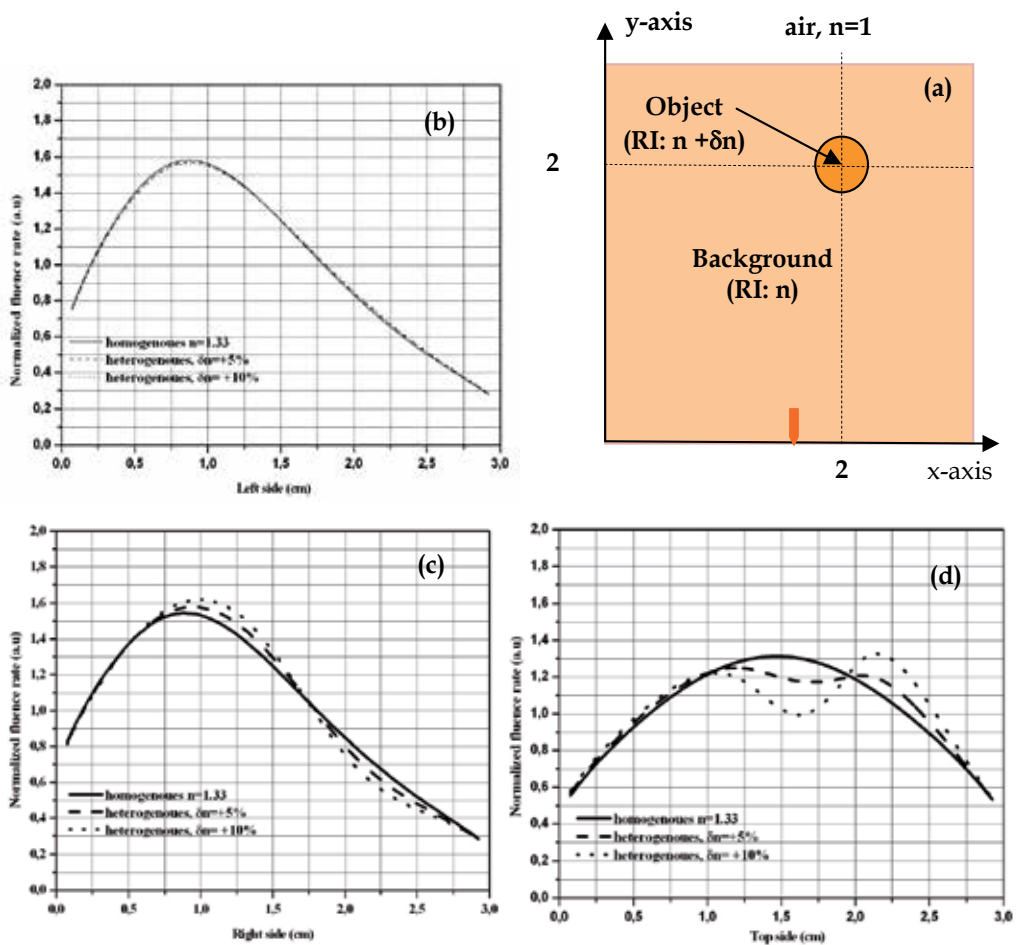 y-axis
air, n=1
(a)
Object
(RI: n +δn)
2
Background
(RI: n)
2
x-axis
(b)
Normalized fluence rate (a.u)
2,0
1,8
1,6
1,4
1,2
1,0
0,8
0,6
0,4
0,2
0,0
homogenoues n=1.33
heterogenoues, δn=+5%
heterogenoues, δn= +10%
0,0 0,5 1,0 1,5 2,0 2,5 3,0
Left side (cm)
(c)
Normalized fluence rate (a.u)
2,0
1,8
1,6
1,4
1,2
1,0
0,8
0,6
0,4
0,2
0,0
homogenoues n=1.33
heterogenoues, δn=+5%
heterogenoues, δn= +10%
0,0 0,5 1,0 1,5 2,0 2,5 3,0
Right side (cm)
(d)
Normalized fluence rate (a.u)
2,0
1,8
1,6
1,4
1,2
1,0
0,8
0,6
0,4
0,2
0,0
homogenoues n=1.33
heterogenoues, δn=+5%
heterogenoues, δn= +10%
0,0 0,5 1,0 1,5 2,0 2,5 3,0
Top side (cm)